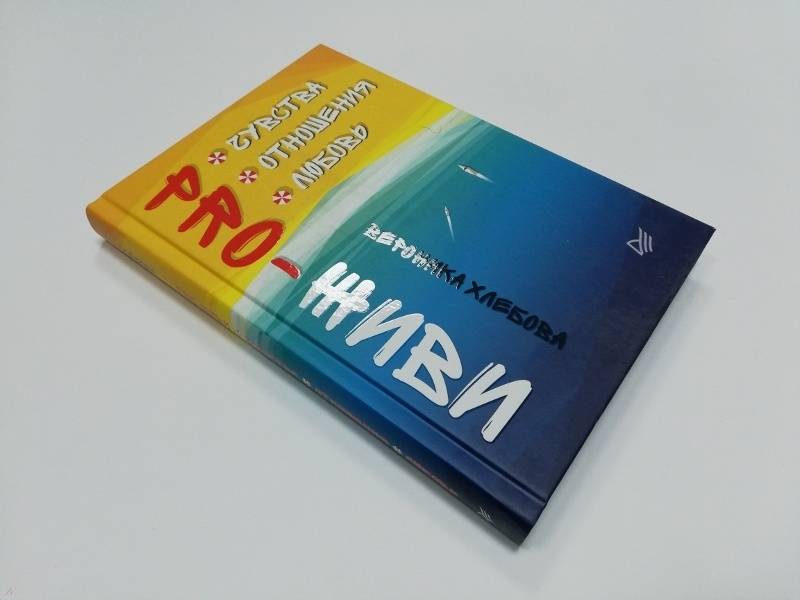 ЧУВСТВА
ОТНОШЕНИЯ
ЛЮБОВЬ
PRO-
ЖИВИ
ВЕРОНИКА ХЛЕБОВА